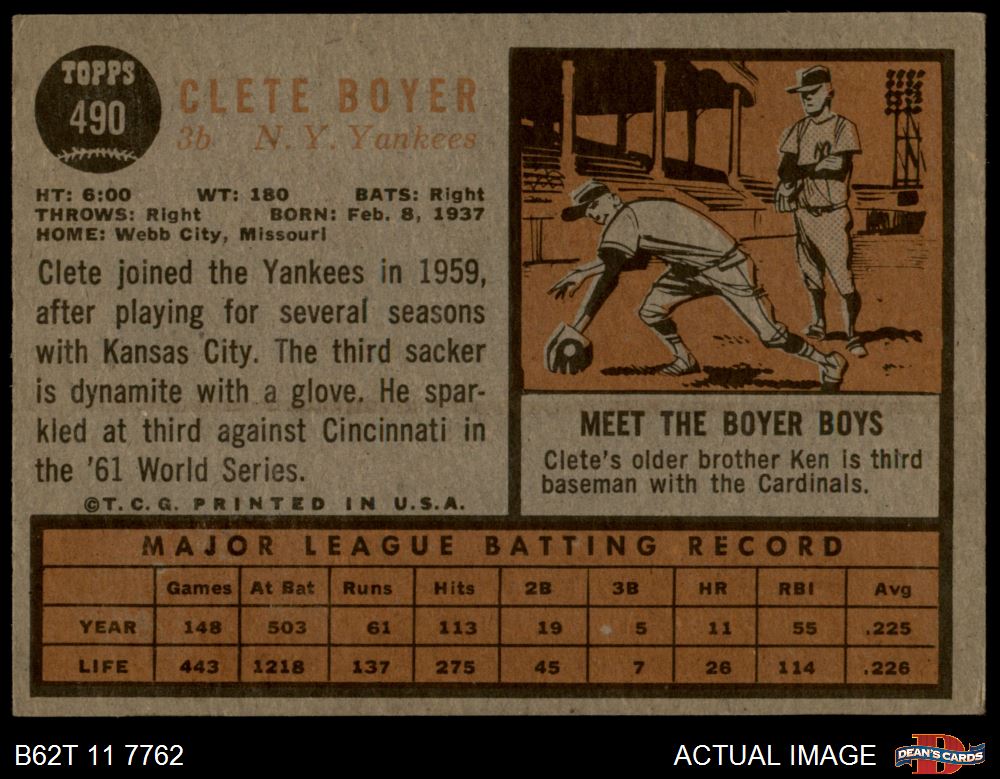 TOPPS
490
CLETE BOYER
3b N. Y. Yankees
HT: 6:00 WT: 180 BATS: Right
THROWS: Right BORN: Feb. 8, 1937
HOME: Webb City, Missouri
Clete joined the Yankees in 1959,
after playing for several seasons
with Kansas City. The third sacker
is dynamite with a glove. He spar-
kled at third against Cincinnati in
the '61 World Series.
©T.C.G. PRINTED IN U.S.A.
MEET THE BOYER BOYS
Clete's older brother Ken is third
baseman with the Cardinals.
MAJOR LEAGUE BATTING RECORD
Games At Bat Runs Hits 2B 3B HR RBI Avg
YEAR 148 503 61 113 19 5 11 55 .225
LIFE 443 1218 137 275 45 7 26 114 .226
B62T 11 7762 ACTUAL IMAGE
D
DEAN'S CARDS